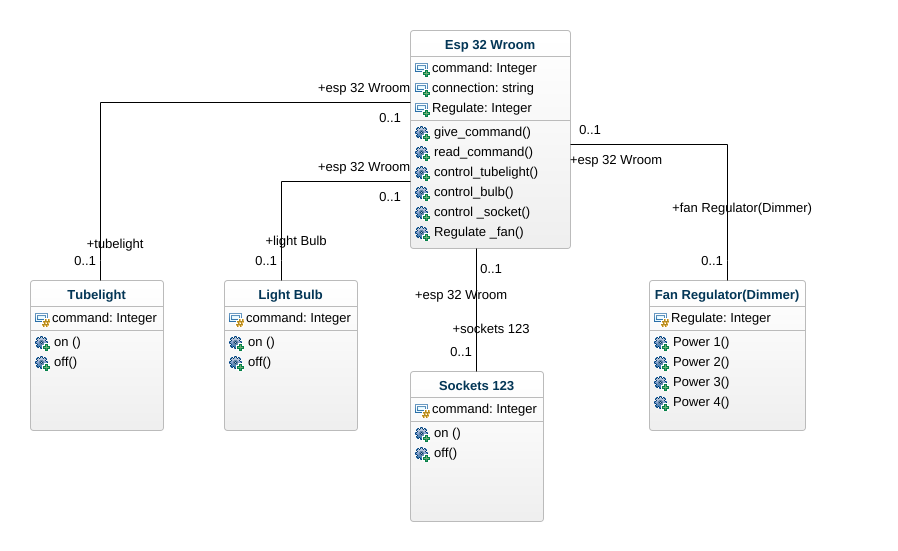 Esp 32 Wroom
command: Integer
connection: string
Regulate: Integer
give_command()
read_command()
control_tubelight()
control_bulb()
control _socket()
Regulate _fan()
+esp 32 Wroom
0..1
+esp 32 Wroom
0..1
0..1
+esp 32 Wroom
+fan Regulator(Dimmer)
0..1
+tubelight
0..1
+light Bulb
0..1
0..1
+esp 32 Wroom
+sockets 123
0..1
Tubelight
command: Integer
on ()
off()
Light Bulb
command: Integer
on ()
off()
Fan Regulator(Dimmer)
Regulate: Integer
Power 1()
Power 2()
Power 3()
Power 4()
Sockets 123
command: Integer
on ()
off()